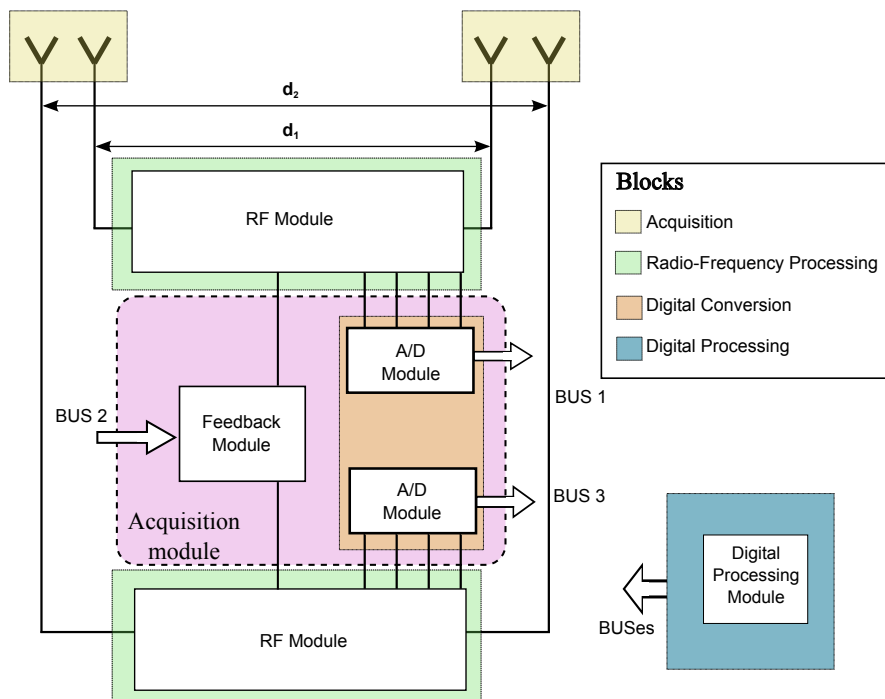 d₂
d₁
RF Module
Blocks
Acquisition
Radio-Frequency Processing
Digital Conversion
Digital Processing
A/D
Module
BUS 1
BUS 2
Feedback
Module
A/D
Module
BUS 3
Acquisition
module
Digital
Processing
Module
BUSes
RF Module